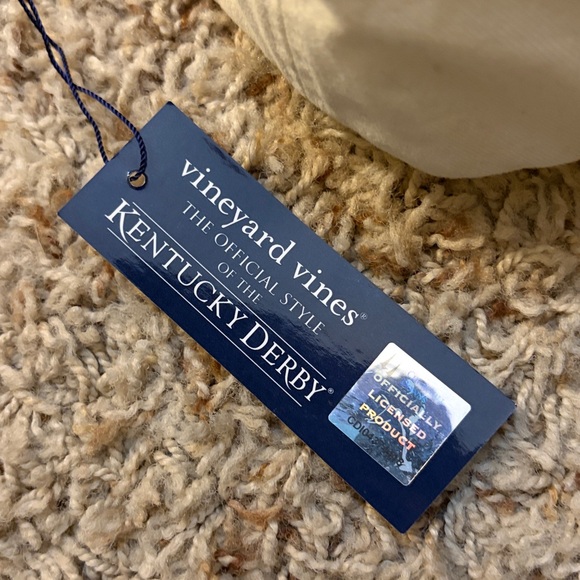 vineyard vines®
THE OFFICIAL STYLE
OF THE
KENTUCKY DERBY®
OFFICIALLY
LICENSED
PRODUCT